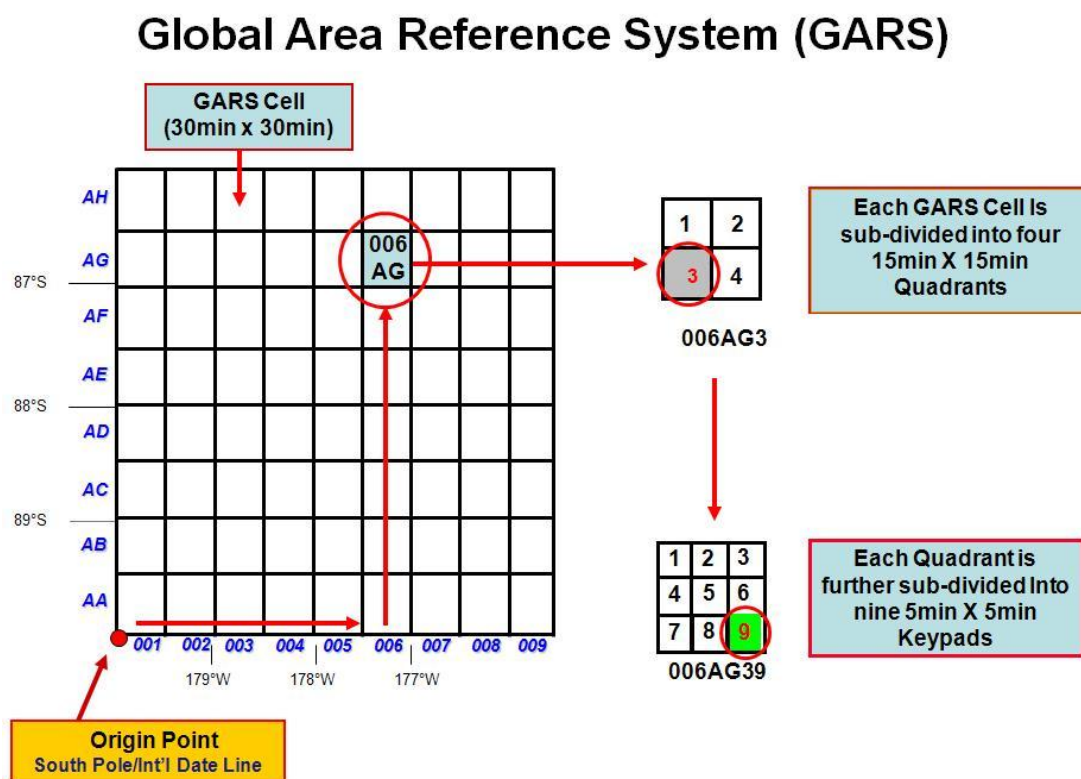 Global Area Reference System (GARS)
GARS Cell
(30min x 30min)
AH
AG
87°S
AF
AE
88°S
AD
AC
89°S
AB
AA
006
AG
001 002 003 004 005 006 007 008 009
179°W 178°W 177°W
Origin Point
South Pole/Int'l Date Line
1 2
3 4
006AG3
Each GARS Cell Is
sub-divided into four
15min X 15min
Quadrants
1 2 3
4 5 6
7 8 9
006AG39
Each Quadrant is
further sub-divided Into
nine 5min X 5min
Keypads